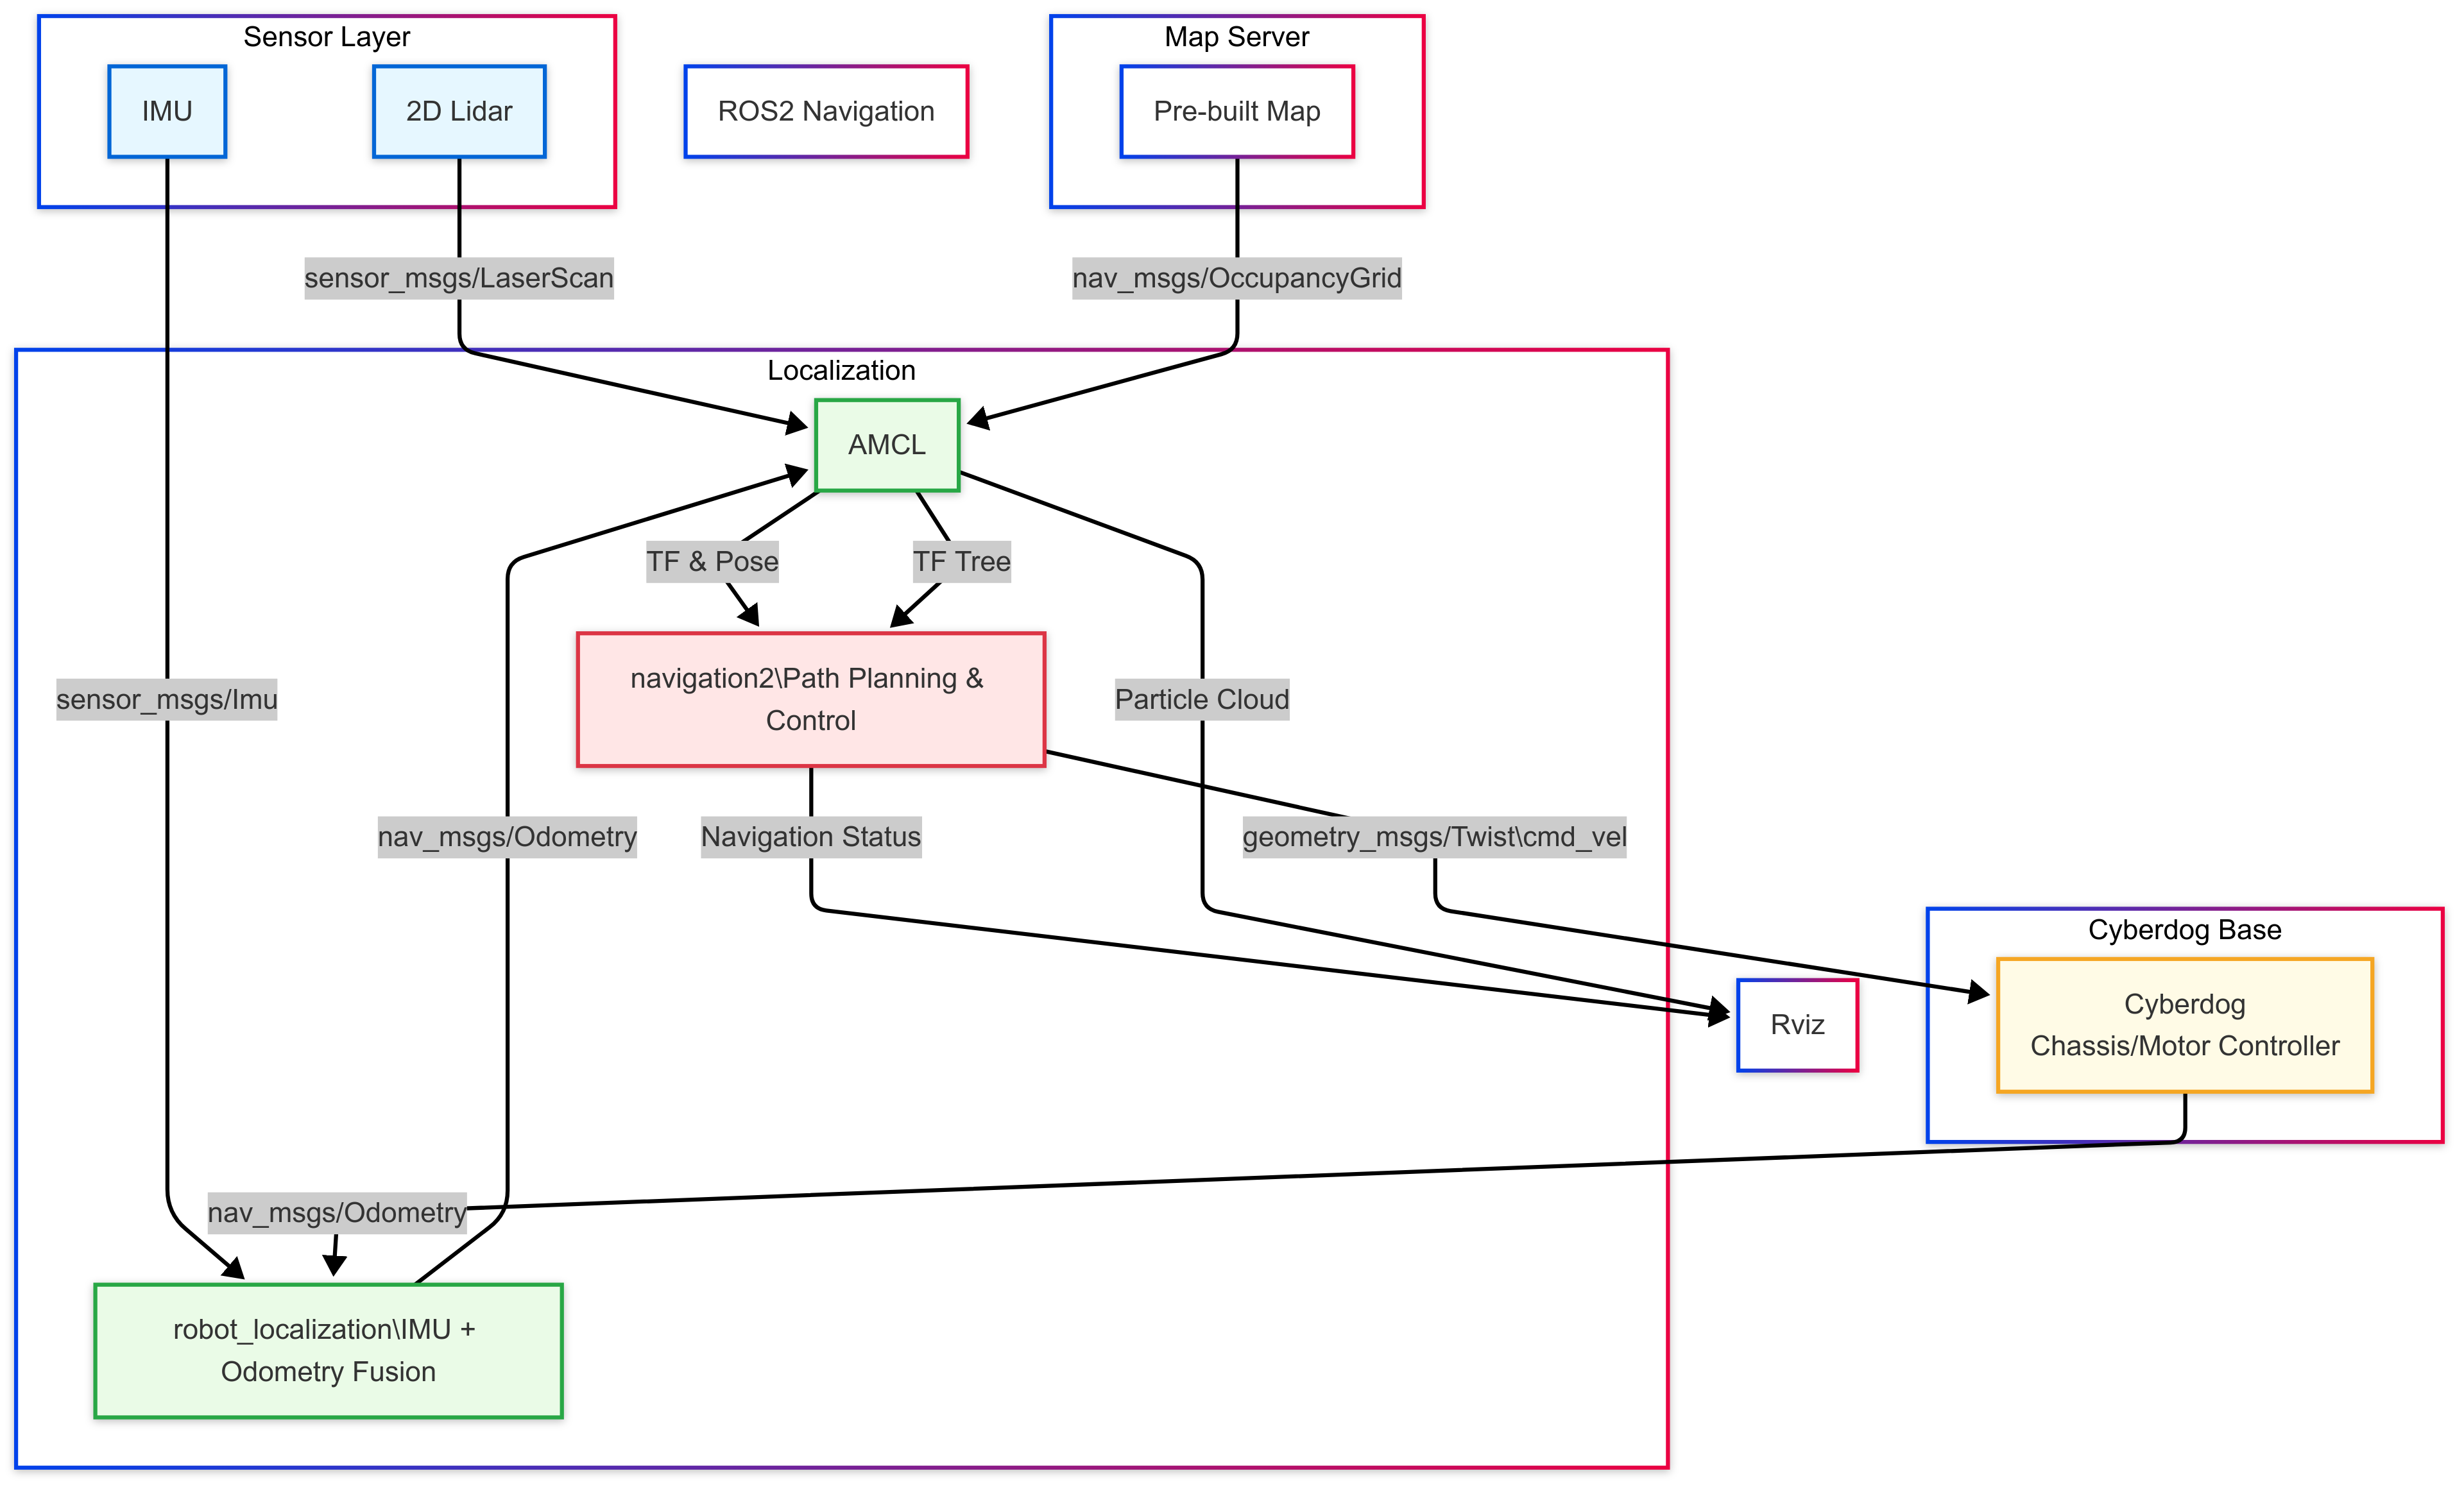 Sensor Layer
Map Server
IMU
2D Lidar
ROS2 Navigation
Pre-built Map
sensor_msgs/LaserScan
nav_msgs/OccupancyGrid
Localization
AMCL
TF & Pose
TF Tree
navigation2\Path Planning &
Control
sensor_msgs/Imu
Particle Cloud
nav_msgs/Odometry
Navigation Status
geometry_msgs/Twist\cmd_vel
Cyberdog Base
Cyberdog
Chassis/Motor Controller
Rviz
nav_msgs/Odometry
robot_localization\IMU +
Odometry Fusion